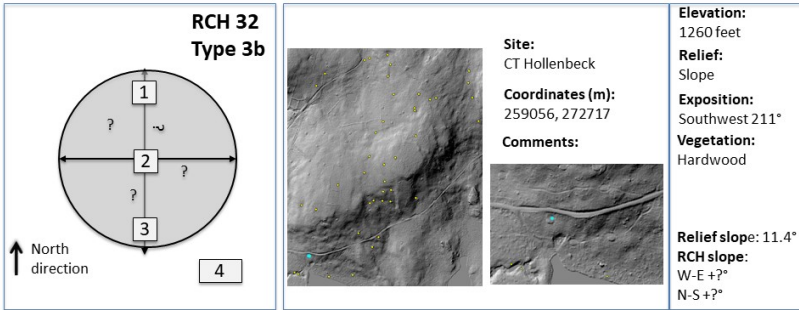 RCH 32
Type 3b
1
?
?
2
?
?
3
North
direction
4
Site:
CT Hollenbeck
Coordinates (m):
259056, 272717
Comments:
Elevation:
1260 feet
Relief:
Slope
Exposition:
Southwest 211°
Vegetation:
Hardwood
Relief slope: 11.4°
RCH slope:
W-E +?°
N-S +?°